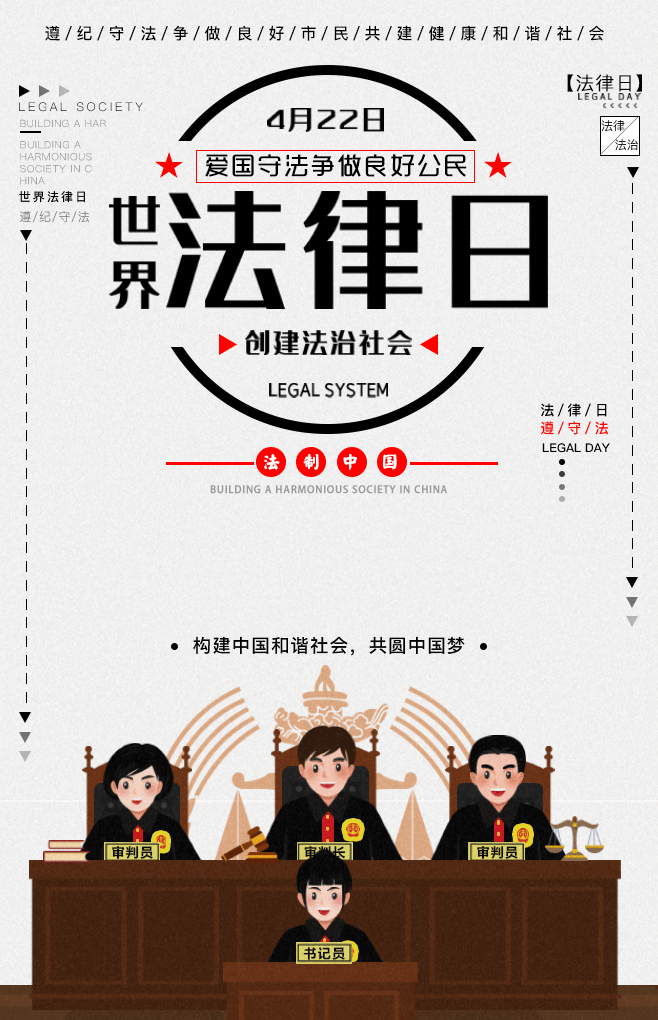 遵/纪/守/法/争/做/良/好/市/民/共/建/健/康/和/谐/社/会
LEGAL SOCIETY
BUILDING A HAR
BUILDING A
HARMONIOUS
SOCIETY IN C
HINA
世界法律日
遵/纪/守/法
【法律日】
LEGAL DAY
法律
法治
4月22日
爱国守法争做良好公民
世界
法律日
创建法治社会
LEGAL SYSTEM
法制中国
BUILDING A HARMONIOUS SOCIETY IN CHINA
法/律/日
遵/守/法
LEGAL DAY
• 构建中国和谐社会，共圆中国梦 •
审判员
审判长
审判员
书记员